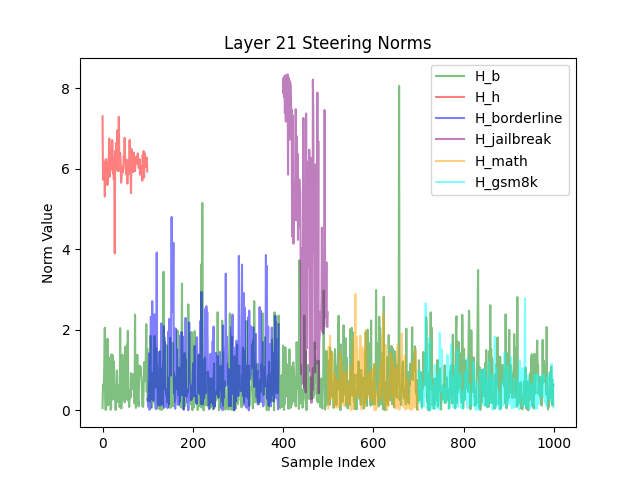 Layer 21 Steering Norms
H_b
H_h
H_borderline
H_jailbreak
H_math
H_gsm8k
Norm Value
8
6
4
2
0
0 200 400 600 800 1000
Sample Index